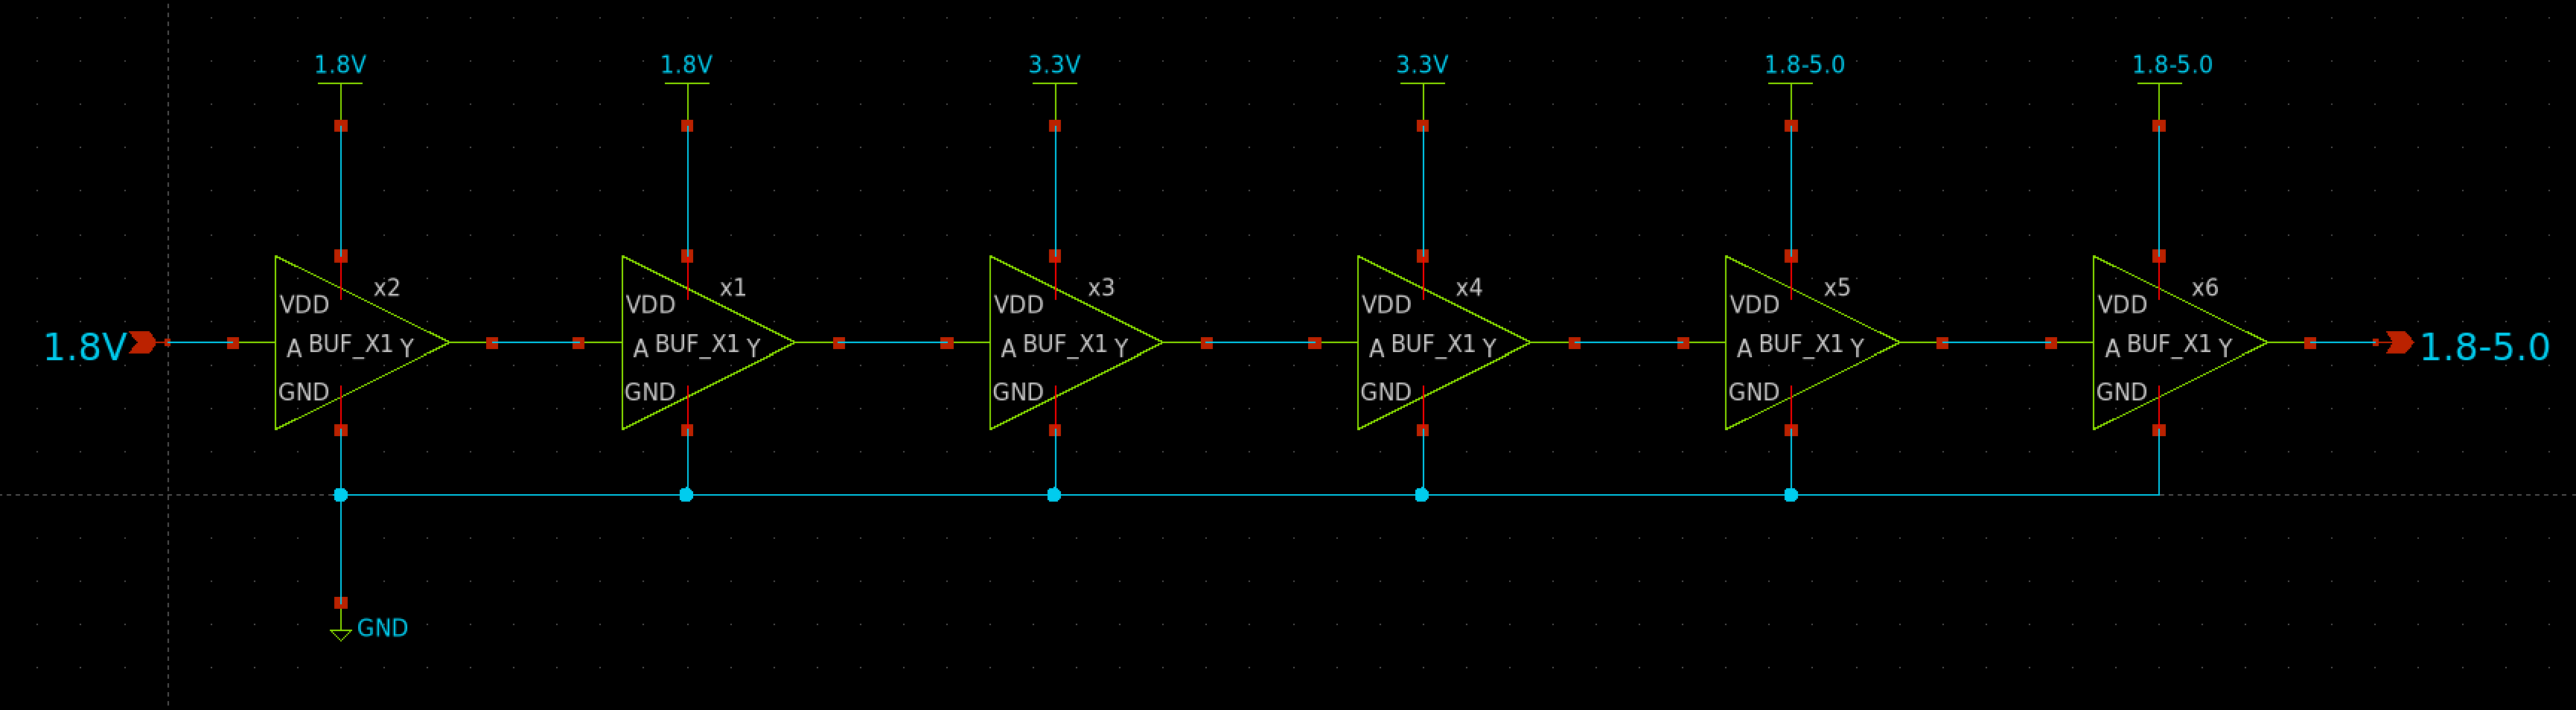 1.8V 1.8V 3.3V 3.3V 1.8-5.0 1.8-5.0
x2 x1 x3 x4 x5 x6
VDD VDD VDD VDD VDD VDD
1.8V A BUF_X1 Y A BUF_X1 Y A BUF_X1 Y A BUF_X1 Y A BUF_X1 Y A BUF_X1 Y 1.8-5.0
GND GND GND GND GND GND
GND